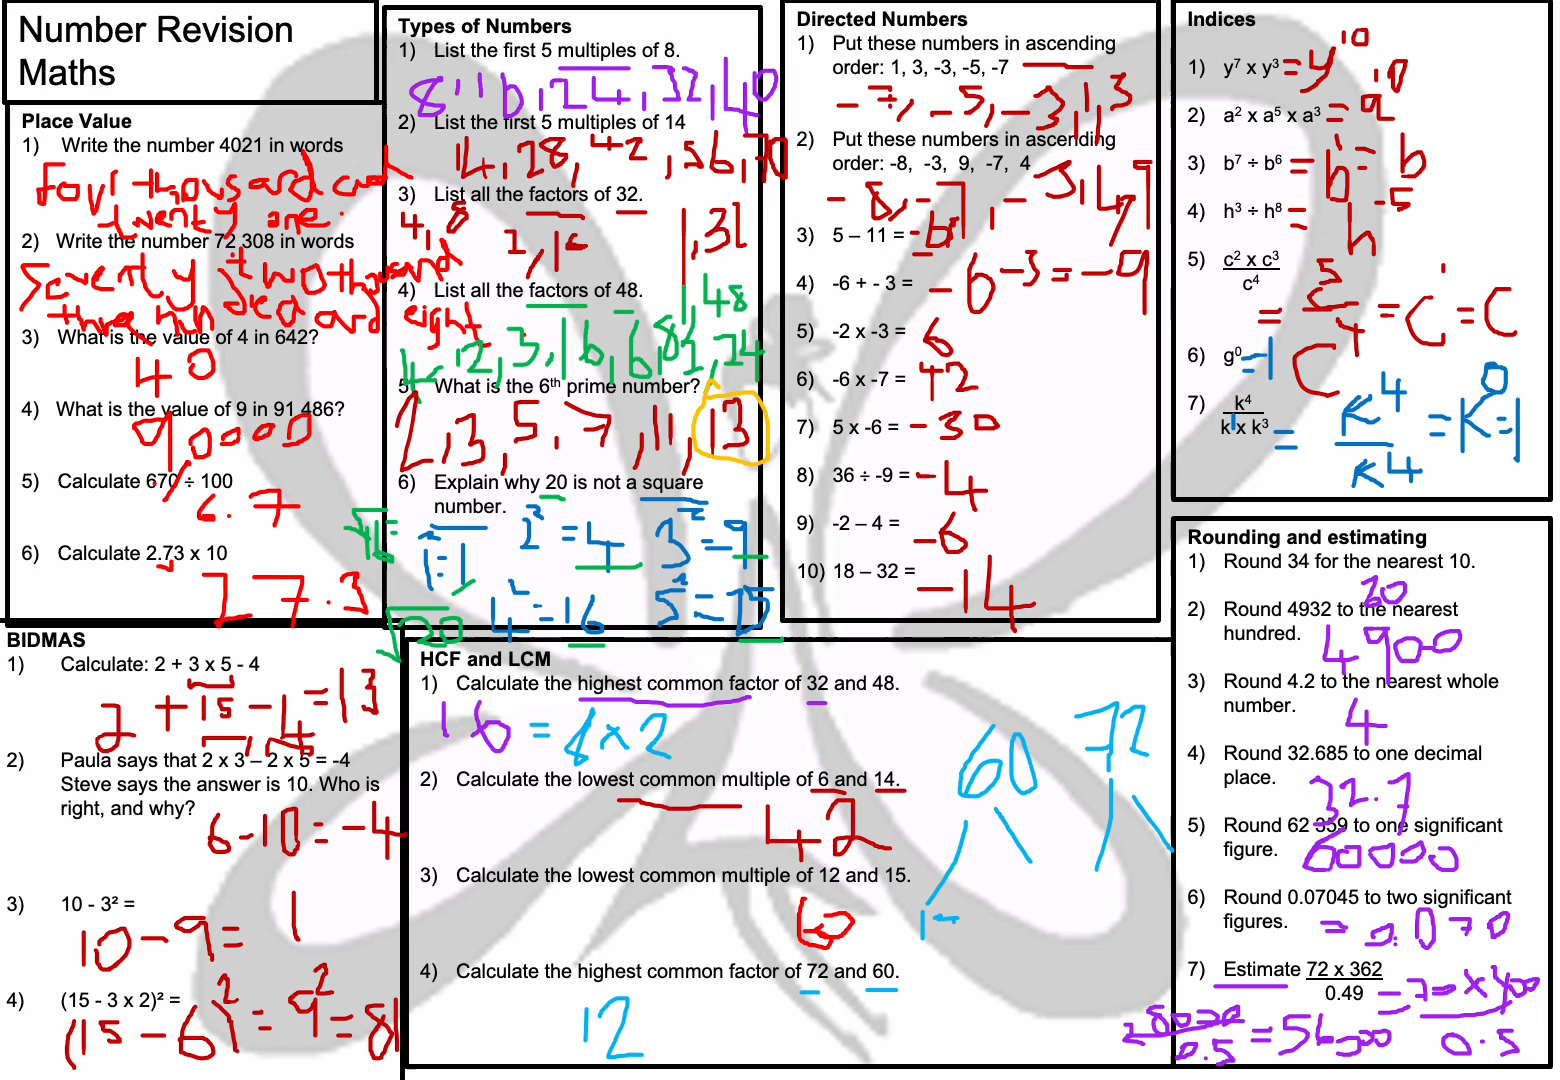 Number Revision
Maths
Place Value
1) Write the number 4021 in words
Four thousand and
twenty one.
2) Write the number 72 308 in words
Seventy two thousand
three hundred and eight
3) What is the value of 4 in 642?
40
4) What is the value of 9 in 91 486?
90000
5) Calculate 670 ÷ 100
6.7
6) Calculate 2.73 x 10
27.3
Types of Numbers
1) List the first 5 multiples of 8.
8, 16, 24, 32, 40
2) List the first 5 multiples of 14
14, 28, 42, 56, 70
3) List all the factors of 32.
4, 8 2, 16 1, 32
4) List all the factors of 48.
1, 48
4, 12, 3, 16, 6, 8, 2, 24
5) What is the 6th prime number?
2, 3, 5, 7, 11, 13
6) Explain why 20 is not a square
number.
1² = 1, 2² = 4 3² = 9
4² = 16 5² = 25
√20
Directed Numbers
1) Put these numbers in ascending
order: 1, 3, -3, -5, -7
-7, -5, -3, 1, 3
2) Put these numbers in ascending
order: -8, -3, 9, -7, 4
-8, -7, -3, 4, 9
3) 5 – 11 = -6
4) -6 + - 3 = -6 -3 = -9
5) -2 x -3 = 6
6) -6 x -7 = 42
7) 5 x -6 = -30
8) 36 ÷ -9 = -4
9) -2 – 4 = -6
10) 18 – 32 = -14
Indices
1) y⁷ x y³ = y¹⁰
2) a² x a⁵ x a³ = a¹⁰
3) b⁷ ÷ b⁶ = b¹ = b
4) h³ ÷ h⁸ = h⁻⁵
5) c² x c³
c⁴
= c⁵ / c⁴ = c¹ = c
6) g⁰ = 1
7) k⁴
k¹ x k³ = k⁴ / k⁴ = k⁰ = 1
BIDMAS
1) Calculate: 2 + 3 x 5 - 4
2 + 15 - 4 = 13
2) Paula says that 2 x 3 – 2 x 5 = -4
Steve says the answer is 10. Who is
right, and why?
6 - 10 = -4
3) 10 - 3² =
10 - 9 = 1
4) (15 - 3 x 2)² =
(15 - 6)² = 9² = 81
HCF and LCM
1) Calculate the highest common factor of 32 and 48.
16 = 8 x 2
2) Calculate the lowest common multiple of 6 and 14.
42
60 72
3) Calculate the lowest common multiple of 12 and 15.
60
4) Calculate the highest common factor of 72 and 60.
12
Rounding and estimating
1) Round 34 for the nearest 10.
30
2) Round 4932 to the nearest
hundred.
4900
3) Round 4.2 to the nearest whole
number.
4
4) Round 32.685 to one decimal
place.
32.7
5) Round 62 359 to one significant
figure.
60000
6) Round 0.07045 to two significant
figures.
= 0.070
7) Estimate 72 x 362
0.49
= 70 x 400
0.5
28000
0.5 = 56000